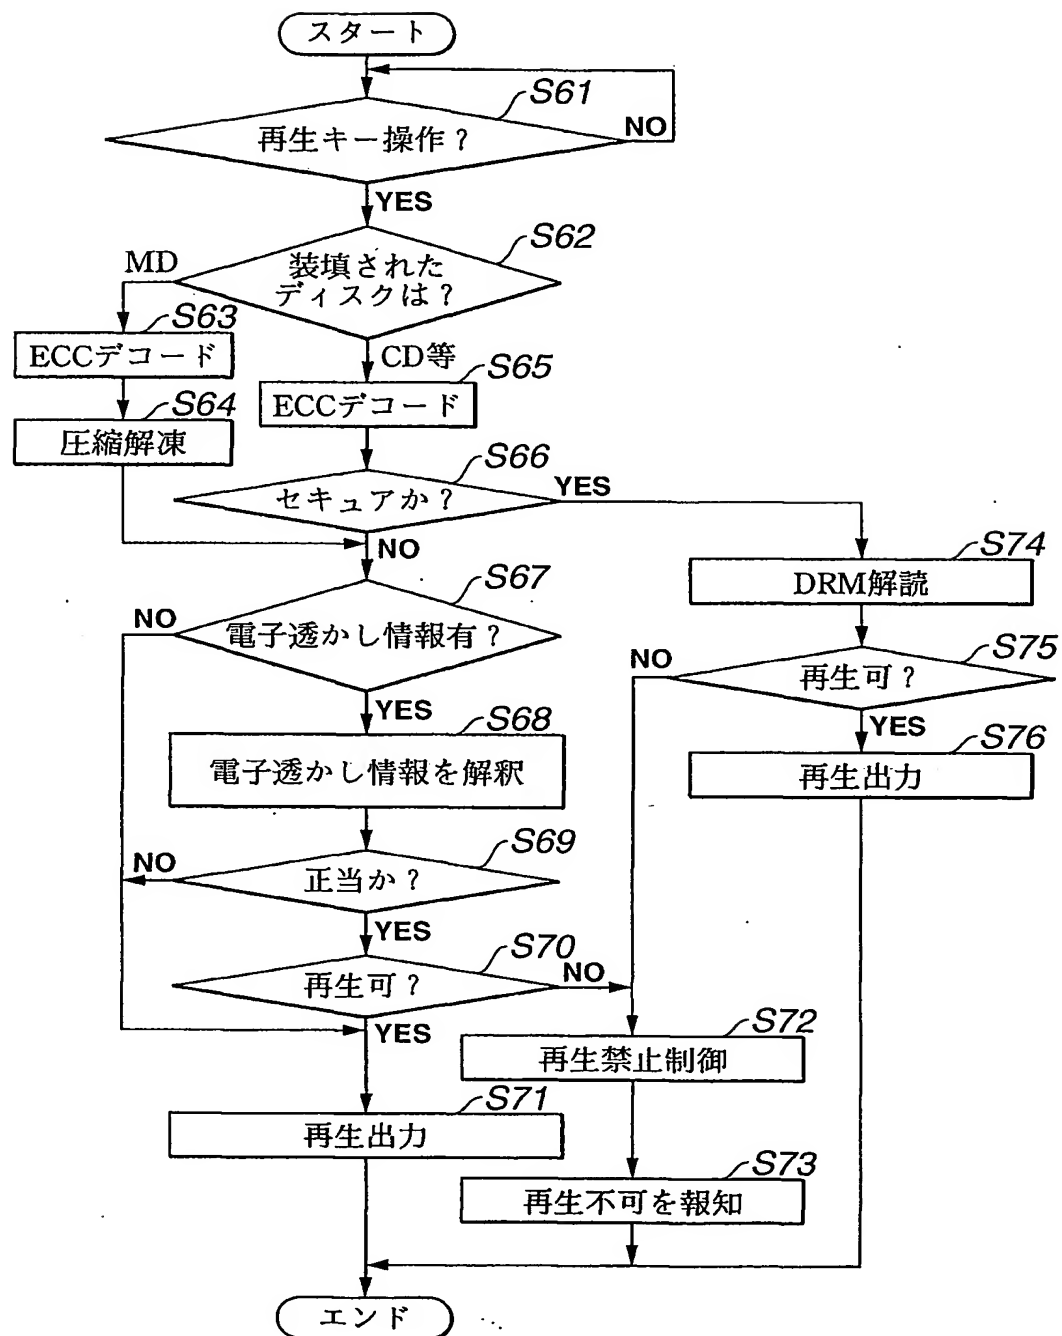 スタート
S61
再生キー操作?
NO
YES
S62
装填された
ディスクは?
MD
CD等
S63
ECCデコード
S64
圧縮解凍
S65
ECCデコード
S66
セキュアか?
YES
NO
S67
電子透かし情報有?
NO
YES
S68
電子透かし情報を解釈
S69
正当か?
NO
YES
S70
再生可?
NO
YES
S71
再生出力
S74
DRM解読
S75
再生可?
NO
YES
S76
再生出力
S72
再生禁止制御
S73
再生不可を報知
エンド